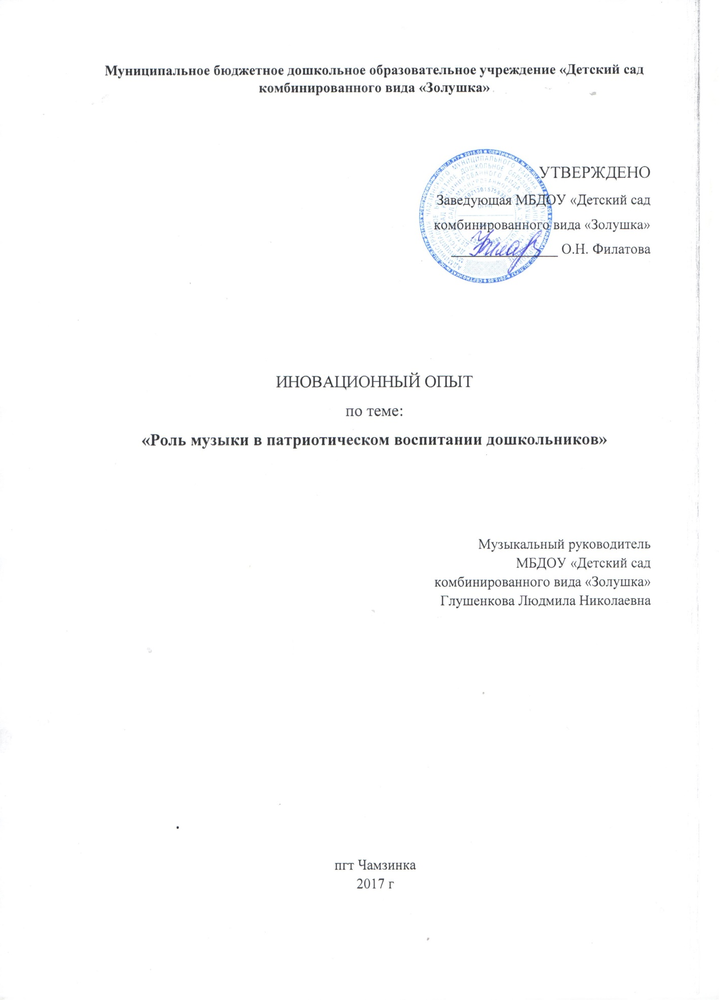 Муниципальное бюджетное дошкольное образовательное учреждение «Детский сад
комбинированного вида «Золушка»
УТВЕРЖДЕНО
Заведующая МБДОУ «Детский сад
комбинированного вида «Золушка»
О.Н. Филатова
ИНОВАЦИОННЫЙ ОПЫТ
по теме:
«Роль музыки в патриотическом воспитании дошкольников»
Музыкальный руководитель
МБДОУ «Детский сад
комбинированного вида «Золушка»
Глушенкова Людмила Николаевна
пгт Чамзинка
2017 г